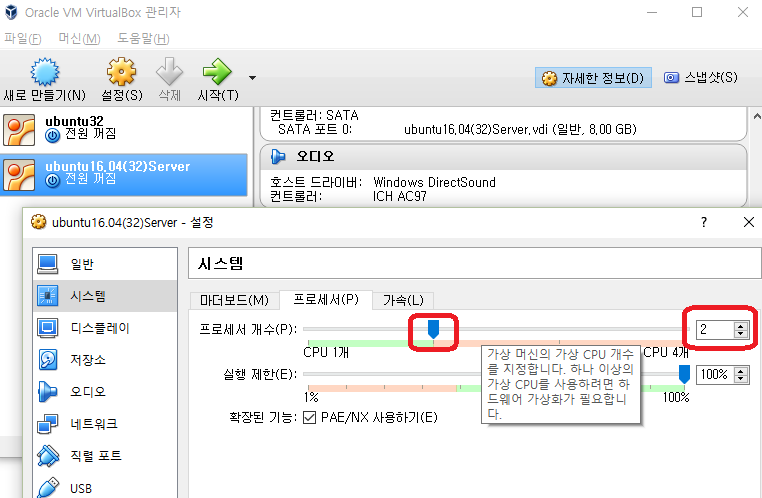 Oracle VM VirtualBox 관리자
파일(F) 머신(M) 도움말(H)
새로 만들기(N) 설정(S) 삭제 시작(T) 자세한 정보(D) 스냅샷(S)
ubuntu32
전원 꺼짐
ubuntu16.04(32)Server
전원 꺼짐
컨트롤러: SATA
SATA 포트 0: ubuntu16.04(32)Server.vdi (일반, 8.00 GB)
오디오
호스트 드라이버: Windows DirectSound
컨트롤러: ICH AC97
ubuntu16.04(32)Server - 설정 ?
일반
시스템
디스플레이
저장소
오디오
네트워크
직렬 포트
USB
시스템
마더보드(M) 프로세서(P) 가속(L)
프로세서 개수(P): 2
CPU 1개 CPU 4개
실행 제한(E): 100%
1% 100%
확장된 기능: PAE/NX 사용하기(E)
가상 머신의 가상 CPU 개수
를 지정합니다. 하나 이상의
가상 CPU를 사용하려면 하
드웨어 가상화가 필요합니
다.